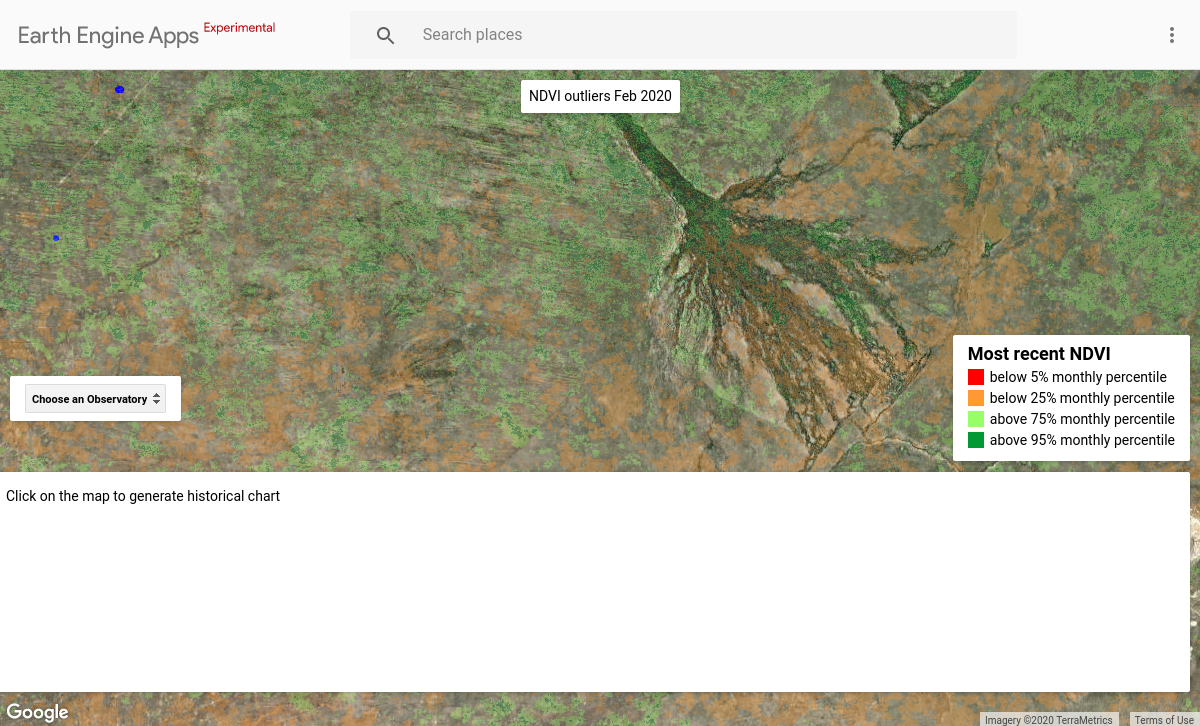 Earth Engine Apps Experimental
Search places
NDVI outliers Feb 2020
Most recent NDVI
below 5% monthly percentile
below 25% monthly percentile
above 75% monthly percentile
above 95% monthly percentile
Choose an Observatory
Click on the map to generate historical chart
Google
Imagery ©2020 TerraMetrics
Terms of Use